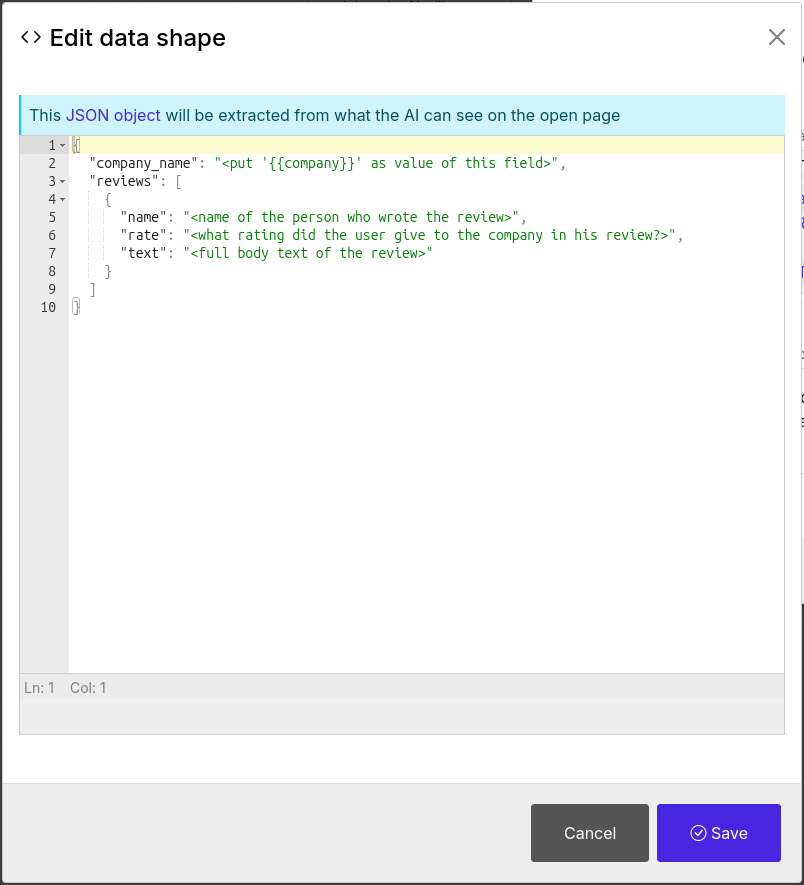 <> Edit data shape
This JSON object will be extracted from what the AI can see on the open page
1 {
2 "company_name": "<put '{{company}}' as value of this field>",
3 "reviews": [
4 {
5 "name": "<name of the person who wrote the review>",
6 "rate": "<what rating did the user give to the company in his review?>",
7 "text": "<full body text of the review>"
8 }
9 ]
10 }
Ln: 1 Col: 1
Cancel
Save